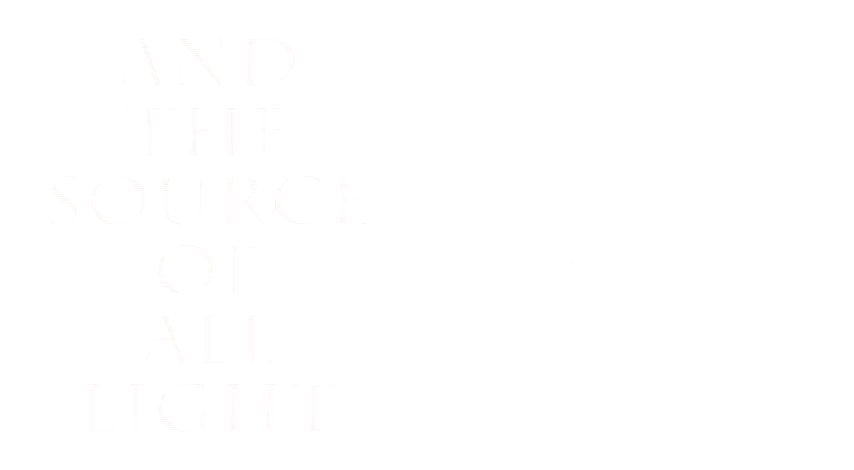 AND
THE
SOURCE
OF
ALL
LIGHT